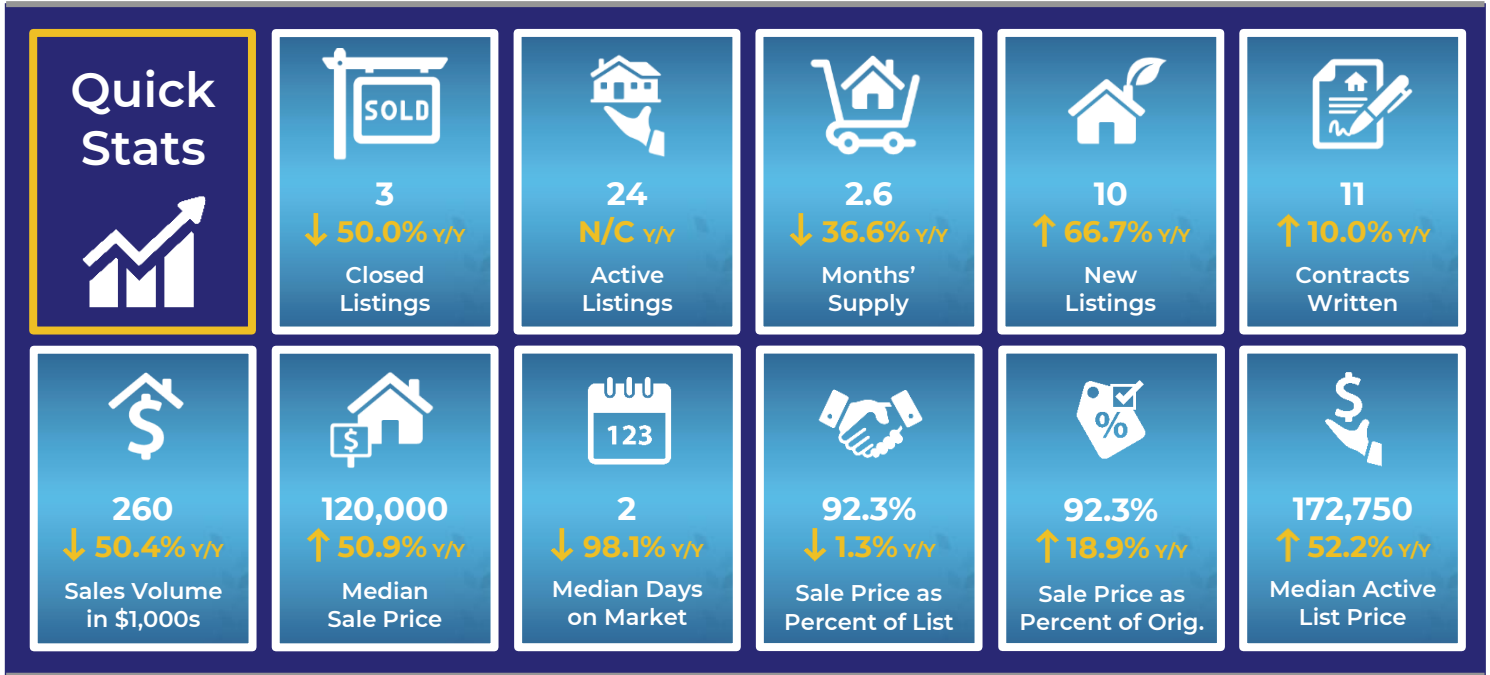 Quick
Stats
SOLD
3
↓ 50.0% Y/Y
Closed
Listings
24
N/C Y/Y
Active
Listings
2.6
↓ 36.6% Y/Y
Months'
Supply
10
↑ 66.7% Y/Y
New
Listings
11
↑ 10.0% Y/Y
Contracts
Written
$
260
↓ 50.4% Y/Y
Sales Volume
in $1,000s
$
120,000
↑ 50.9% Y/Y
Median
Sale Price
123
2
↓ 98.1% Y/Y
Median Days
on Market
92.3%
↓ 1.3% Y/Y
Sale Price as
Percent of List
%
92.3%
↑ 18.9% Y/Y
Sale Price as
Percent of Orig.
$
172,750
↑ 52.2% Y/Y
Median Active
List Price